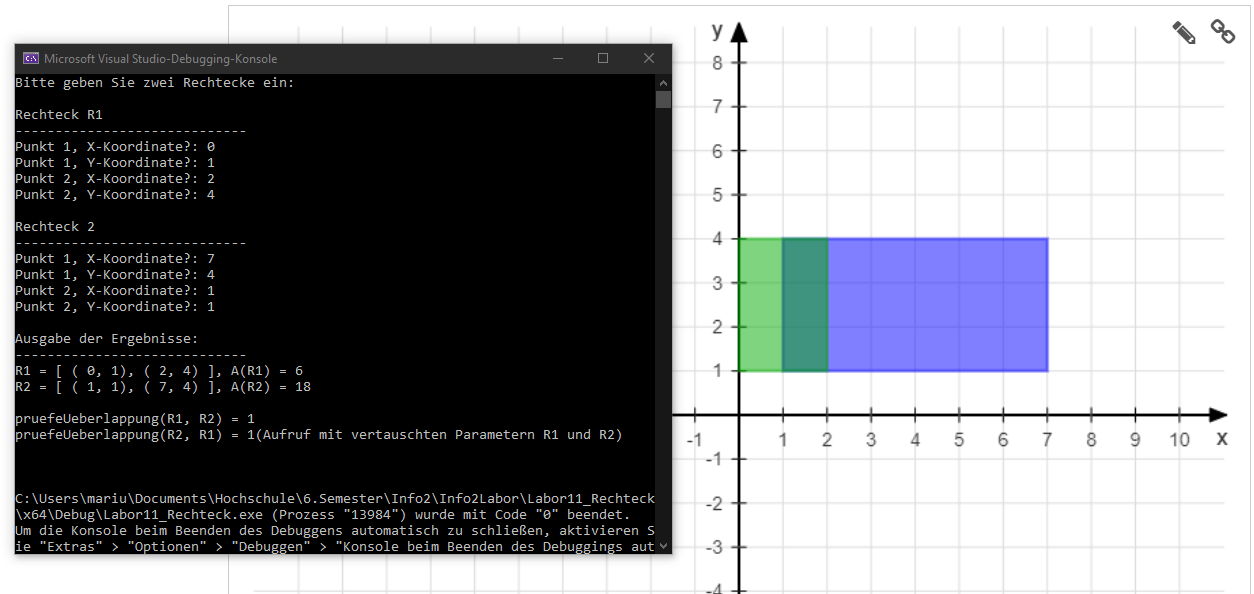 Microsoft Visual Studio-Debugging-Konsole
Bitte geben Sie zwei Rechtecke ein:
Rechteck R1
-----------------------------
Punkt 1, X-Koordinate?: 0
Punkt 1, Y-Koordinate?: 1
Punkt 2, X-Koordinate?: 2
Punkt 2, Y-Koordinate?: 4
Rechteck 2
-----------------------------
Punkt 1, X-Koordinate?: 7
Punkt 1, Y-Koordinate?: 4
Punkt 2, X-Koordinate?: 1
Punkt 2, Y-Koordinate?: 1
Ausgabe der Ergebnisse:
-----------------------------
R1 = [ ( 0, 1), ( 2, 4) ], A(R1) = 6
R2 = [ ( 1, 1), ( 7, 4) ], A(R2) = 18
pruefeUeberlappung(R1, R2) = 1
pruefeUeberlappung(R2, R1) = 1(Aufruf mit vertauschten Parametern R1 und R2)
C:\Users\mariu\Documents\Hochschule\6.Semester\Info2\Info2Labor\Labor11_Rechteck
\x64\Debug\Labor11_Rechteck.exe (Prozess "13984") wurde mit Code "0" beendet.
Um die Konsole beim Beenden des Debuggens automatisch zu schließen, aktivieren S
ie "Extras" > "Optionen" > "Debuggen" > "Konsole beim Beenden des Debuggings aut
y
8
7
6
5
4
3
2
1
-1 1 2 3 4 5 6 7 8 9 10 x
-1
-2
-3
-4